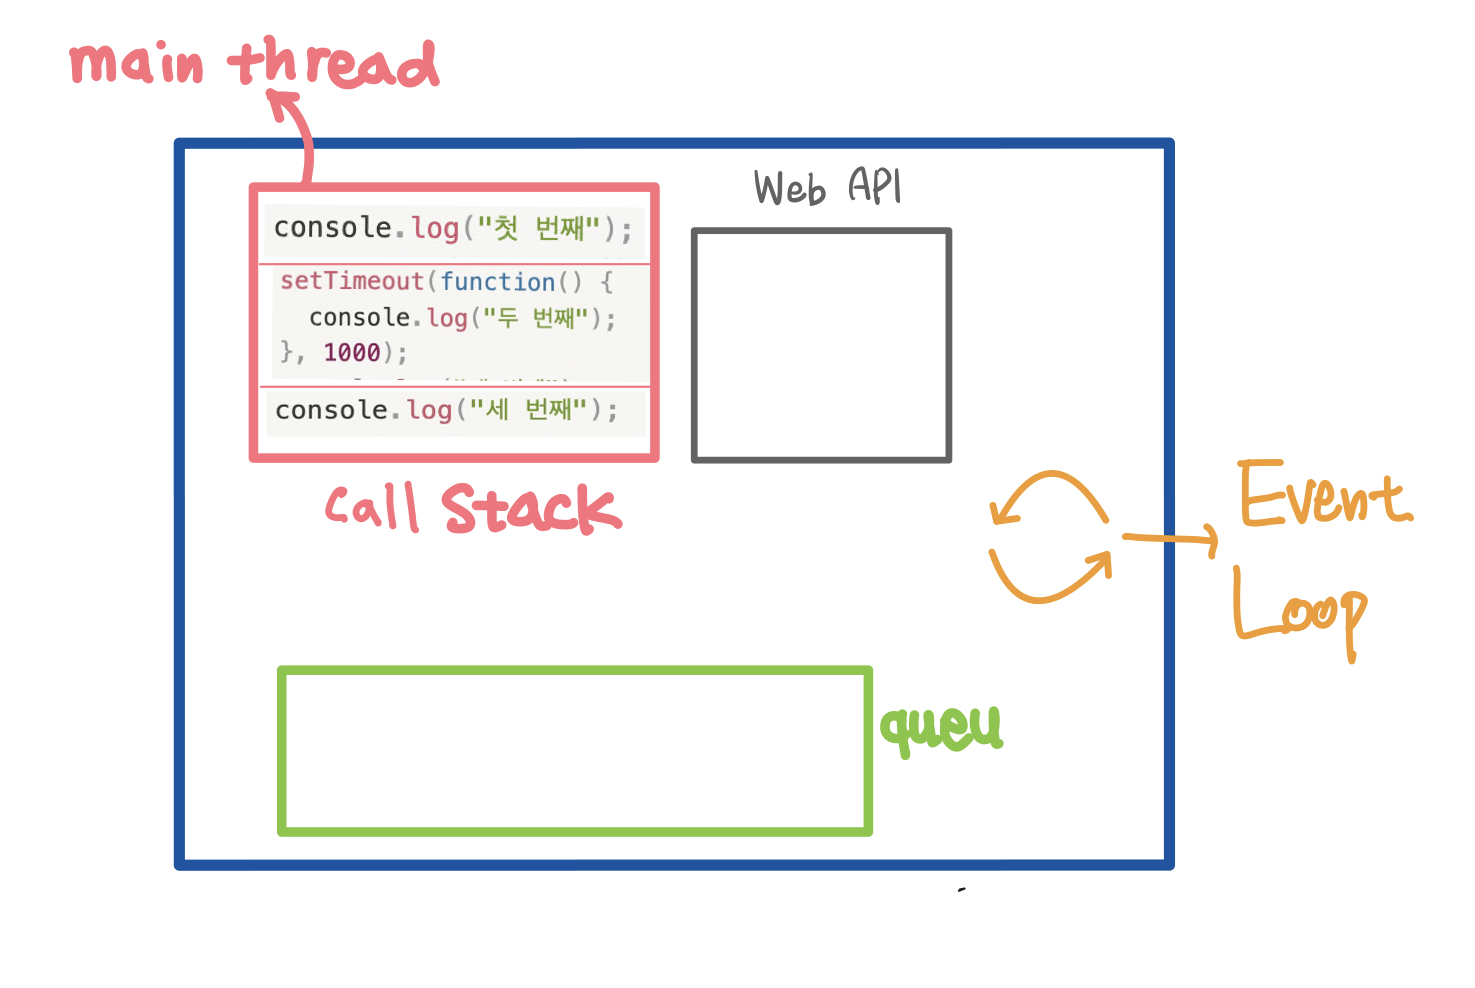 main thread
console.log("첫 번째");
setTimeout(function() {
console.log("두 번째");
}, 1000);
console.log("세 번째");
call stack
Web API
Event
Loop
queu